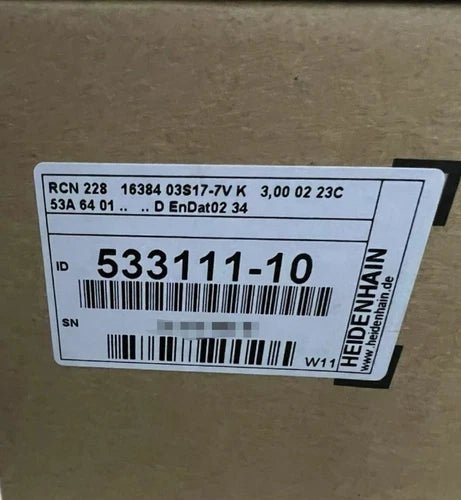 RCN 228 16384 03S17-7V K 3,00 02 23C
53A 64 01 .. .. D EnDat02 34
ID 533111-10
SN
W11
HEIDENHAIN
www.heidenhain.de